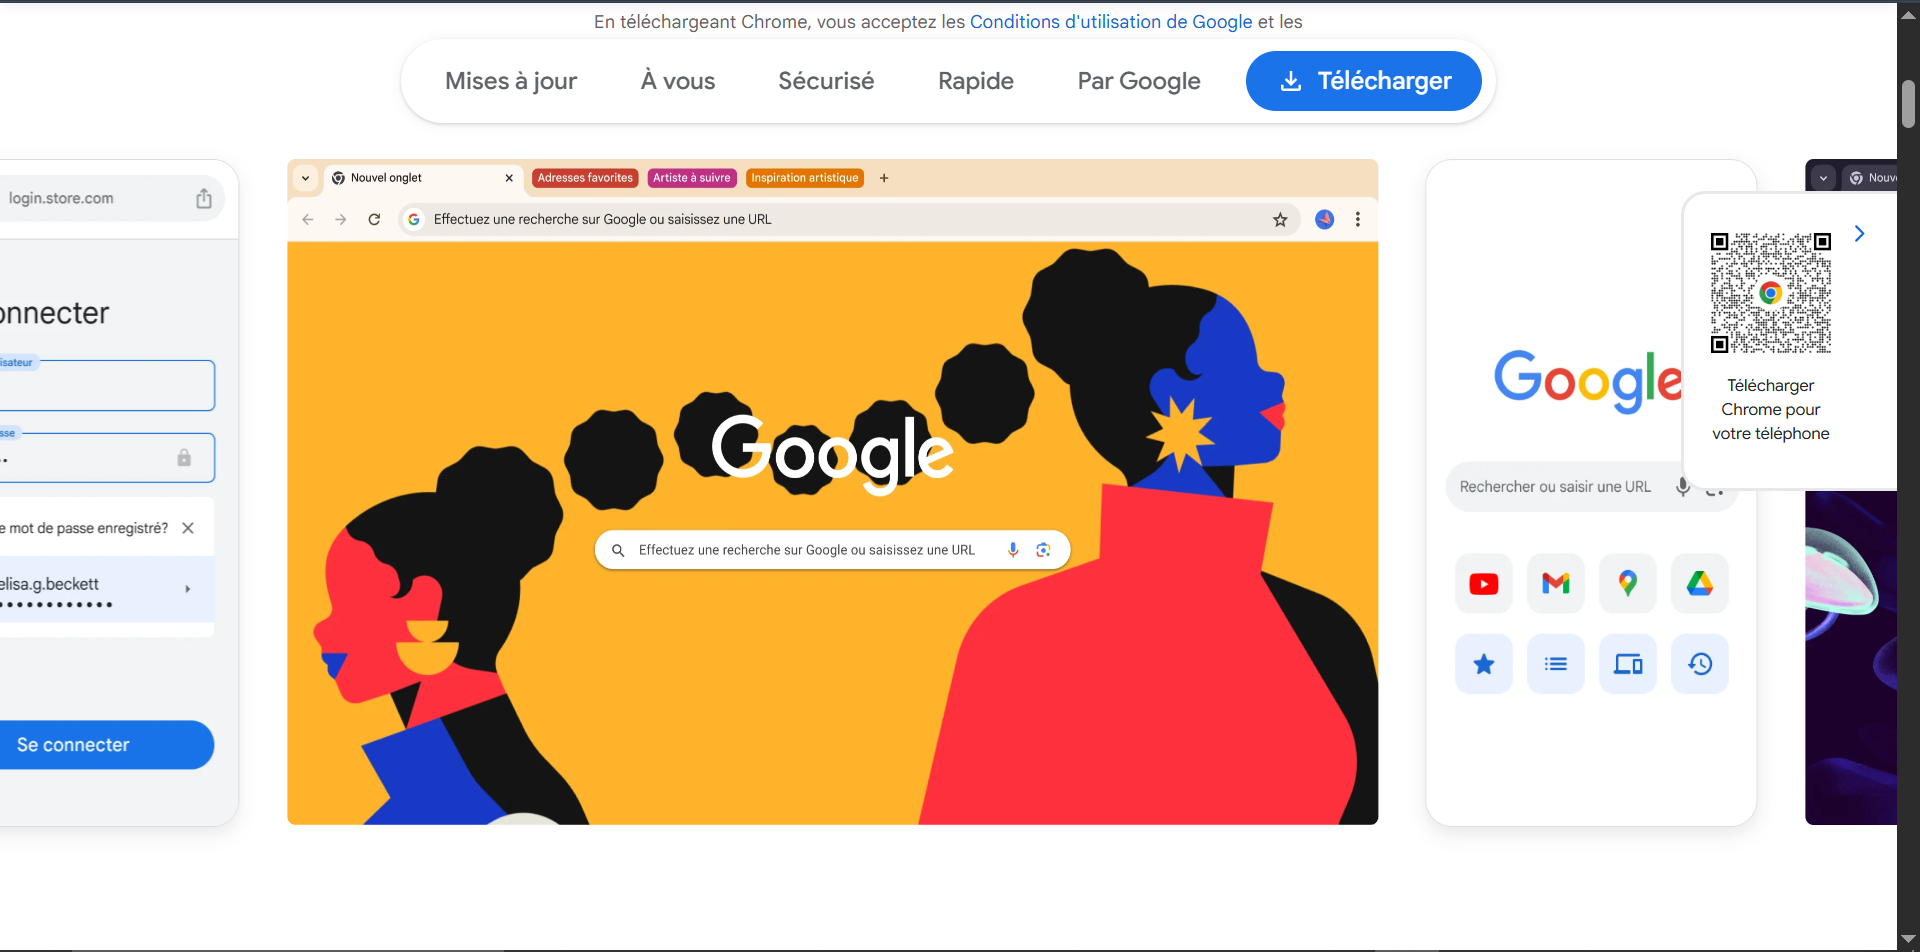 En téléchargeant Chrome, vous acceptez les Conditions d'utilisation de Google et les
Mises à jour
À vous
Sécurisé
Rapide
Par Google
Télécharger
login.store.com
isateur
sse
e mot de passe enregistré?
elisa.g.beckett
Se connecter
Nouvel onglet
Adresses favorites
Artiste à suivre
Inspiration artistique
Effectuez une recherche sur Google ou saisissez une URL
Google
Effectuez une recherche sur Google ou saisissez une URL
Google
Rechercher ou saisir une URL
Nouv
Télécharger
Chrome pour
votre téléphone